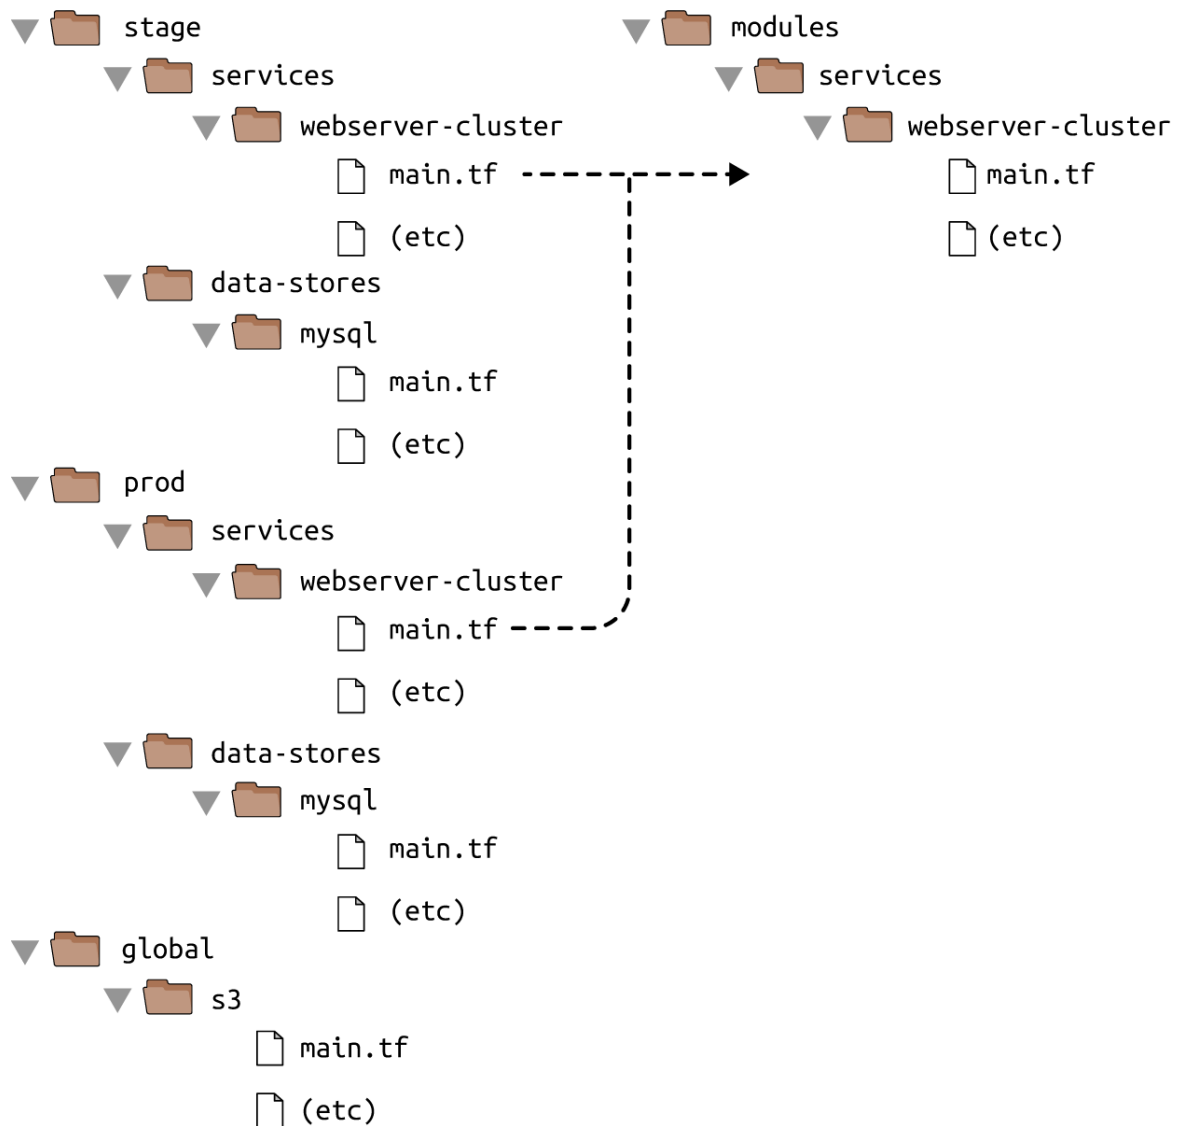 stage
services
webserver-cluster
main.tf
(etc)
data-stores
mysql
main.tf
(etc)
prod
services
webserver-cluster
main.tf
(etc)
data-stores
mysql
main.tf
(etc)
global
s3
main.tf
(etc)
modules
services
webserver-cluster
main.tf
(etc)